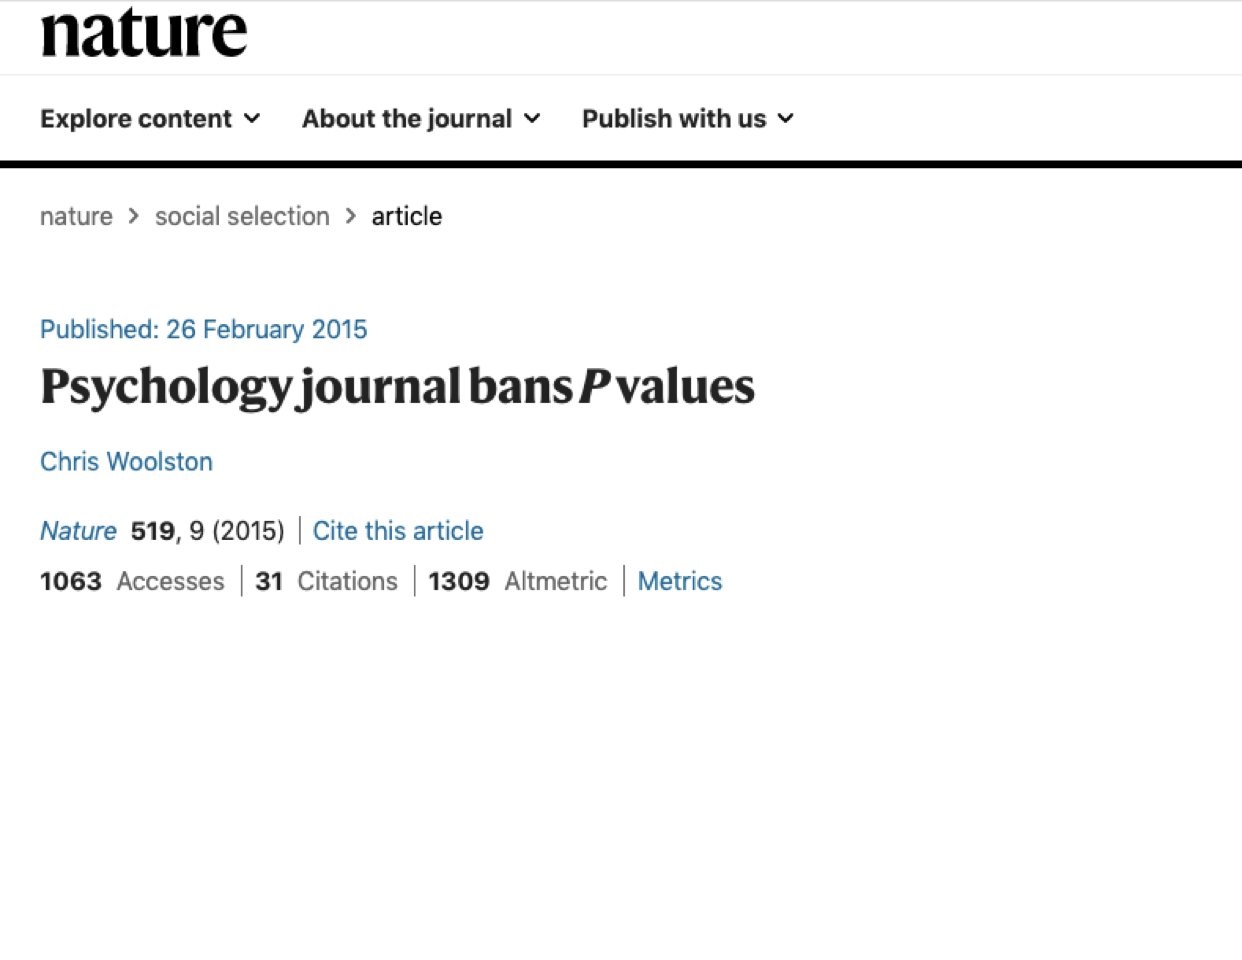 nature
Explore content About the journal Publish with us
nature > social selection > article
Published: 26 February 2015
Psychology journal bans P values
Chris Woolston
Nature 519, 9 (2015) | Cite this article
1063 Accesses | 31 Citations | 1309 Altmetric | Metrics